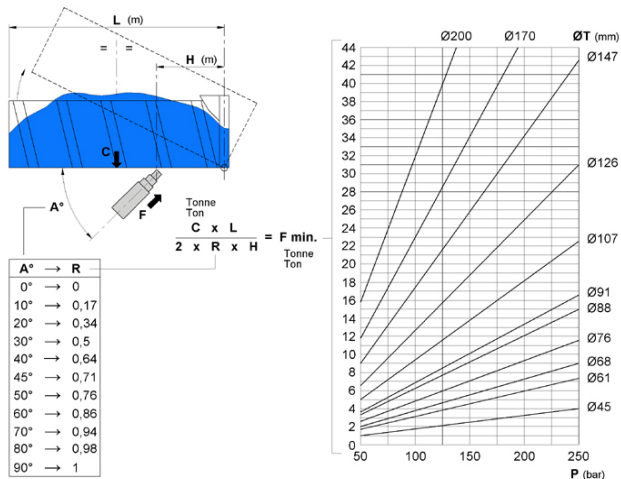 L (m)
= =
H (m)
C
A°
F
Tonne
Ton
C x L
2 x R x H
= F min.
Tonne
Ton
A° → R
0° → 0
10° → 0,17
20° → 0,34
30° → 0,5
40° → 0,64
45° → 0,71
50° → 0,76
60° → 0,86
70° → 0,94
80° → 0,98
90° → 1
Ø200
Ø170
ØT (mm)
Ø147
Ø126
Ø107
Ø91
Ø88
Ø76
Ø68
Ø61
Ø45
44
42
40
38
36
34
32
30
28
26
24
22
20
18
16
14
12
10
8
6
4
2
0
50 100 150 200 250
P (bar)